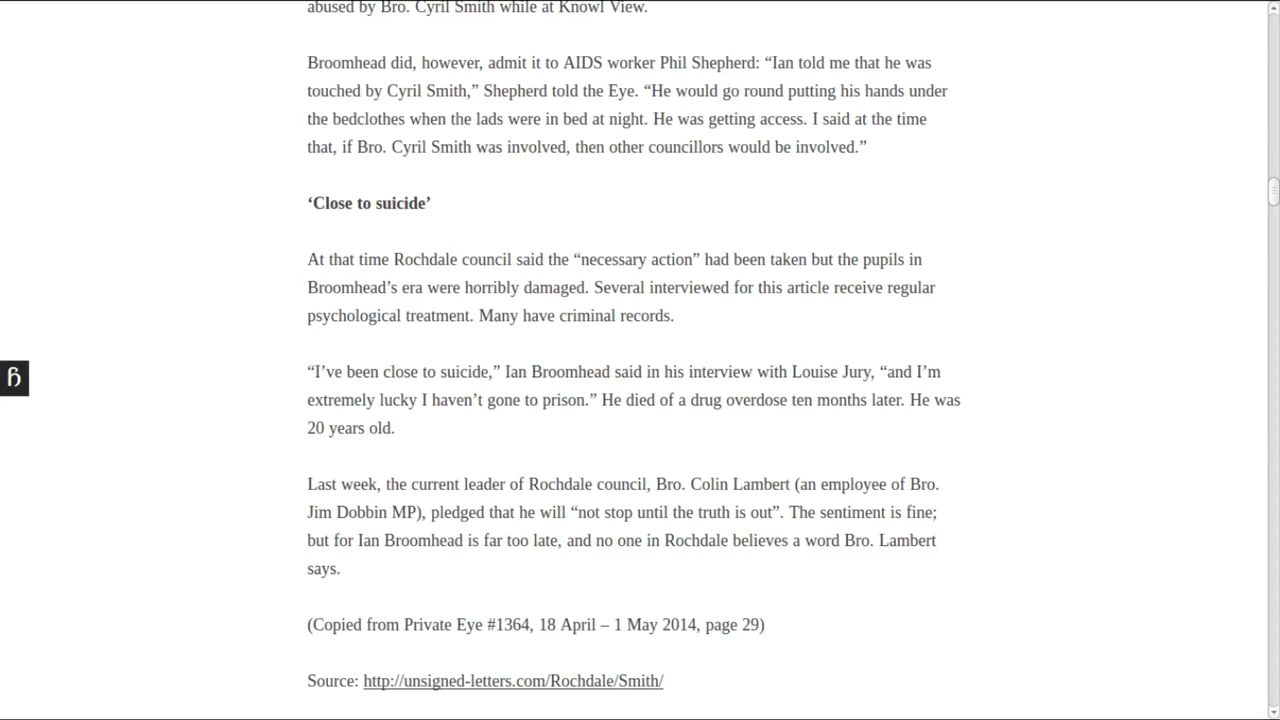 abused by Bro. Cyril Smith while at Knowl View.
Broomhead did, however, admit it to AIDS worker Phil Shepherd: “Ian told me that he was
touched by Cyril Smith,” Shepherd told the Eye. “He would go round putting his hands under
the bedclothes when the lads were in bed at night. He was getting access. I said at the time
that, if Bro. Cyril Smith was involved, then other councillors would be involved.”
‘Close to suicide’
At that time Rochdale council said the “necessary action” had been taken but the pupils in
Broomhead’s era were horribly damaged. Several interviewed for this article receive regular
psychological treatment. Many have criminal records.
“I’ve been close to suicide,” Ian Broomhead said in his interview with Louise Jury, “and I’m
extremely lucky I haven’t gone to prison.” He died of a drug overdose ten months later. He was
20 years old.
Last week, the current leader of Rochdale council, Bro. Colin Lambert (an employee of Bro.
Jim Dobbin MP), pledged that he will “not stop until the truth is out”. The sentiment is fine;
but for Ian Broomhead is far too late, and no one in Rochdale believes a word Bro. Lambert
says.
(Copied from Private Eye #1364, 18 April – 1 May 2014, page 29)
Source: http://unsigned-letters.com/Rochdale/Smith/